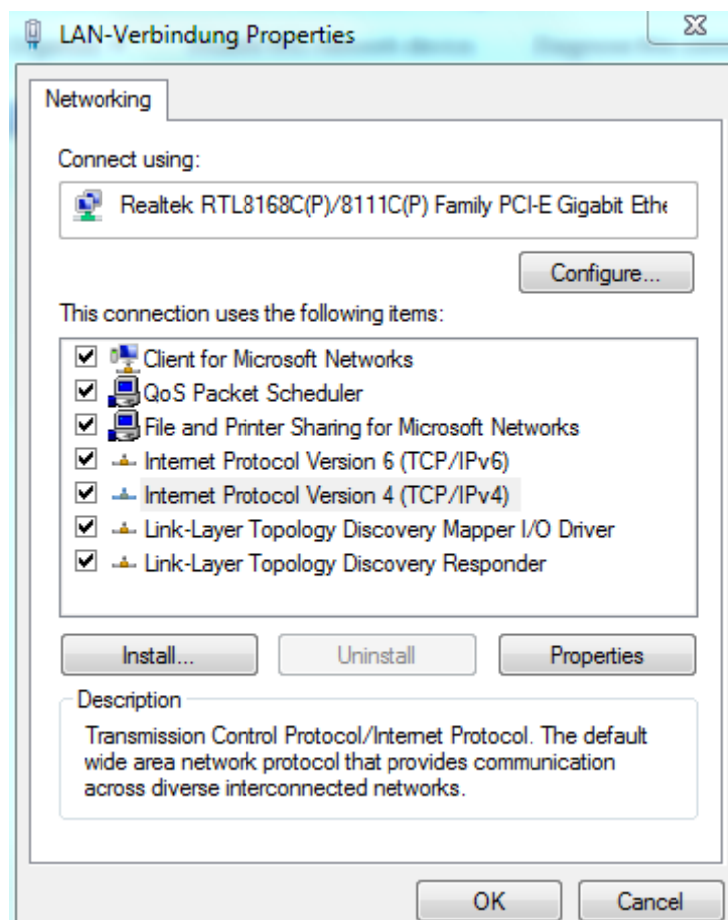 LAN-Verbindung Properties
Networking
Connect using:
Realtek RTL8168C(P)/8111C(P) Family PCI-E Gigabit Ethe
Configure...
This connection uses the following items:
Client for Microsoft Networks
QoS Packet Scheduler
File and Printer Sharing for Microsoft Networks
Internet Protocol Version 6 (TCP/IPv6)
Internet Protocol Version 4 (TCP/IPv4)
Link-Layer Topology Discovery Mapper I/O Driver
Link-Layer Topology Discovery Responder
Install... Uninstall Properties
Description
Transmission Control Protocol/Internet Protocol. The default
wide area network protocol that provides communication
across diverse interconnected networks.
OK Cancel